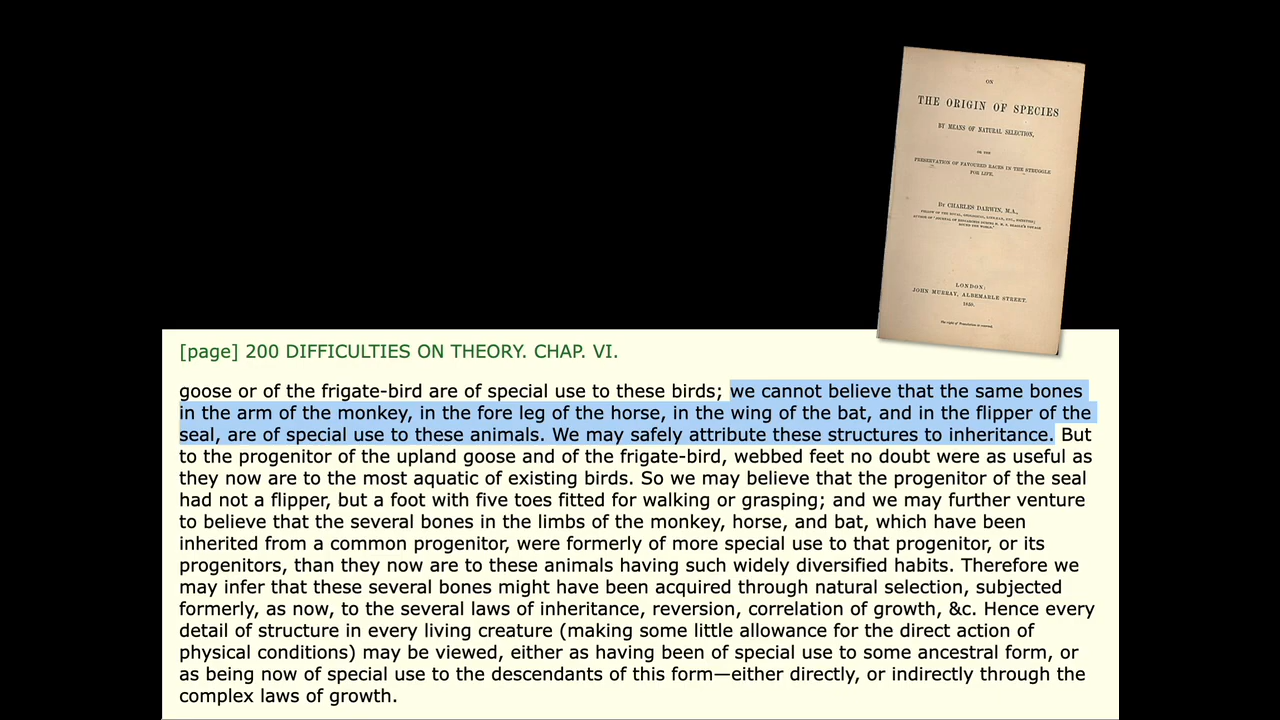 ON
THE ORIGIN OF SPECIES
BY MEANS OF NATURAL SELECTION,
OR THE
PRESERVATION OF FAVOURED RACES IN THE STRUGGLE
FOR LIFE.
By CHARLES DARWIN, M.A.,
LONDON:
JOHN MURRAY, ALBEMARLE STREET.
[page] 200 DIFFICULTIES ON THEORY. CHAP. VI.
goose or of the frigate-bird are of special use to these birds; we cannot believe that the same bones
in the arm of the monkey, in the fore leg of the horse, in the wing of the bat, and in the flipper of the
seal, are of special use to these animals. We may safely attribute these structures to inheritance. But
to the progenitor of the upland goose and of the frigate-bird, webbed feet no doubt were as useful as
they now are to the most aquatic of existing birds. So we may believe that the progenitor of the seal
had not a flipper, but a foot with five toes fitted for walking or grasping; and we may further venture
to believe that the several bones in the limbs of the monkey, horse, and bat, which have been
inherited from a common progenitor, were formerly of more special use to that progenitor, or its
progenitors, than they now are to these animals having such widely diversified habits. Therefore we
may infer that these several bones might have been acquired through natural selection, subjected
formerly, as now, to the several laws of inheritance, reversion, correlation of growth, &c. Hence every
detail of structure in every living creature (making some little allowance for the direct action of
physical conditions) may be viewed, either as having been of special use to some ancestral form, or
as being now of special use to the descendants of this form—either directly, or indirectly through the
complex laws of growth.